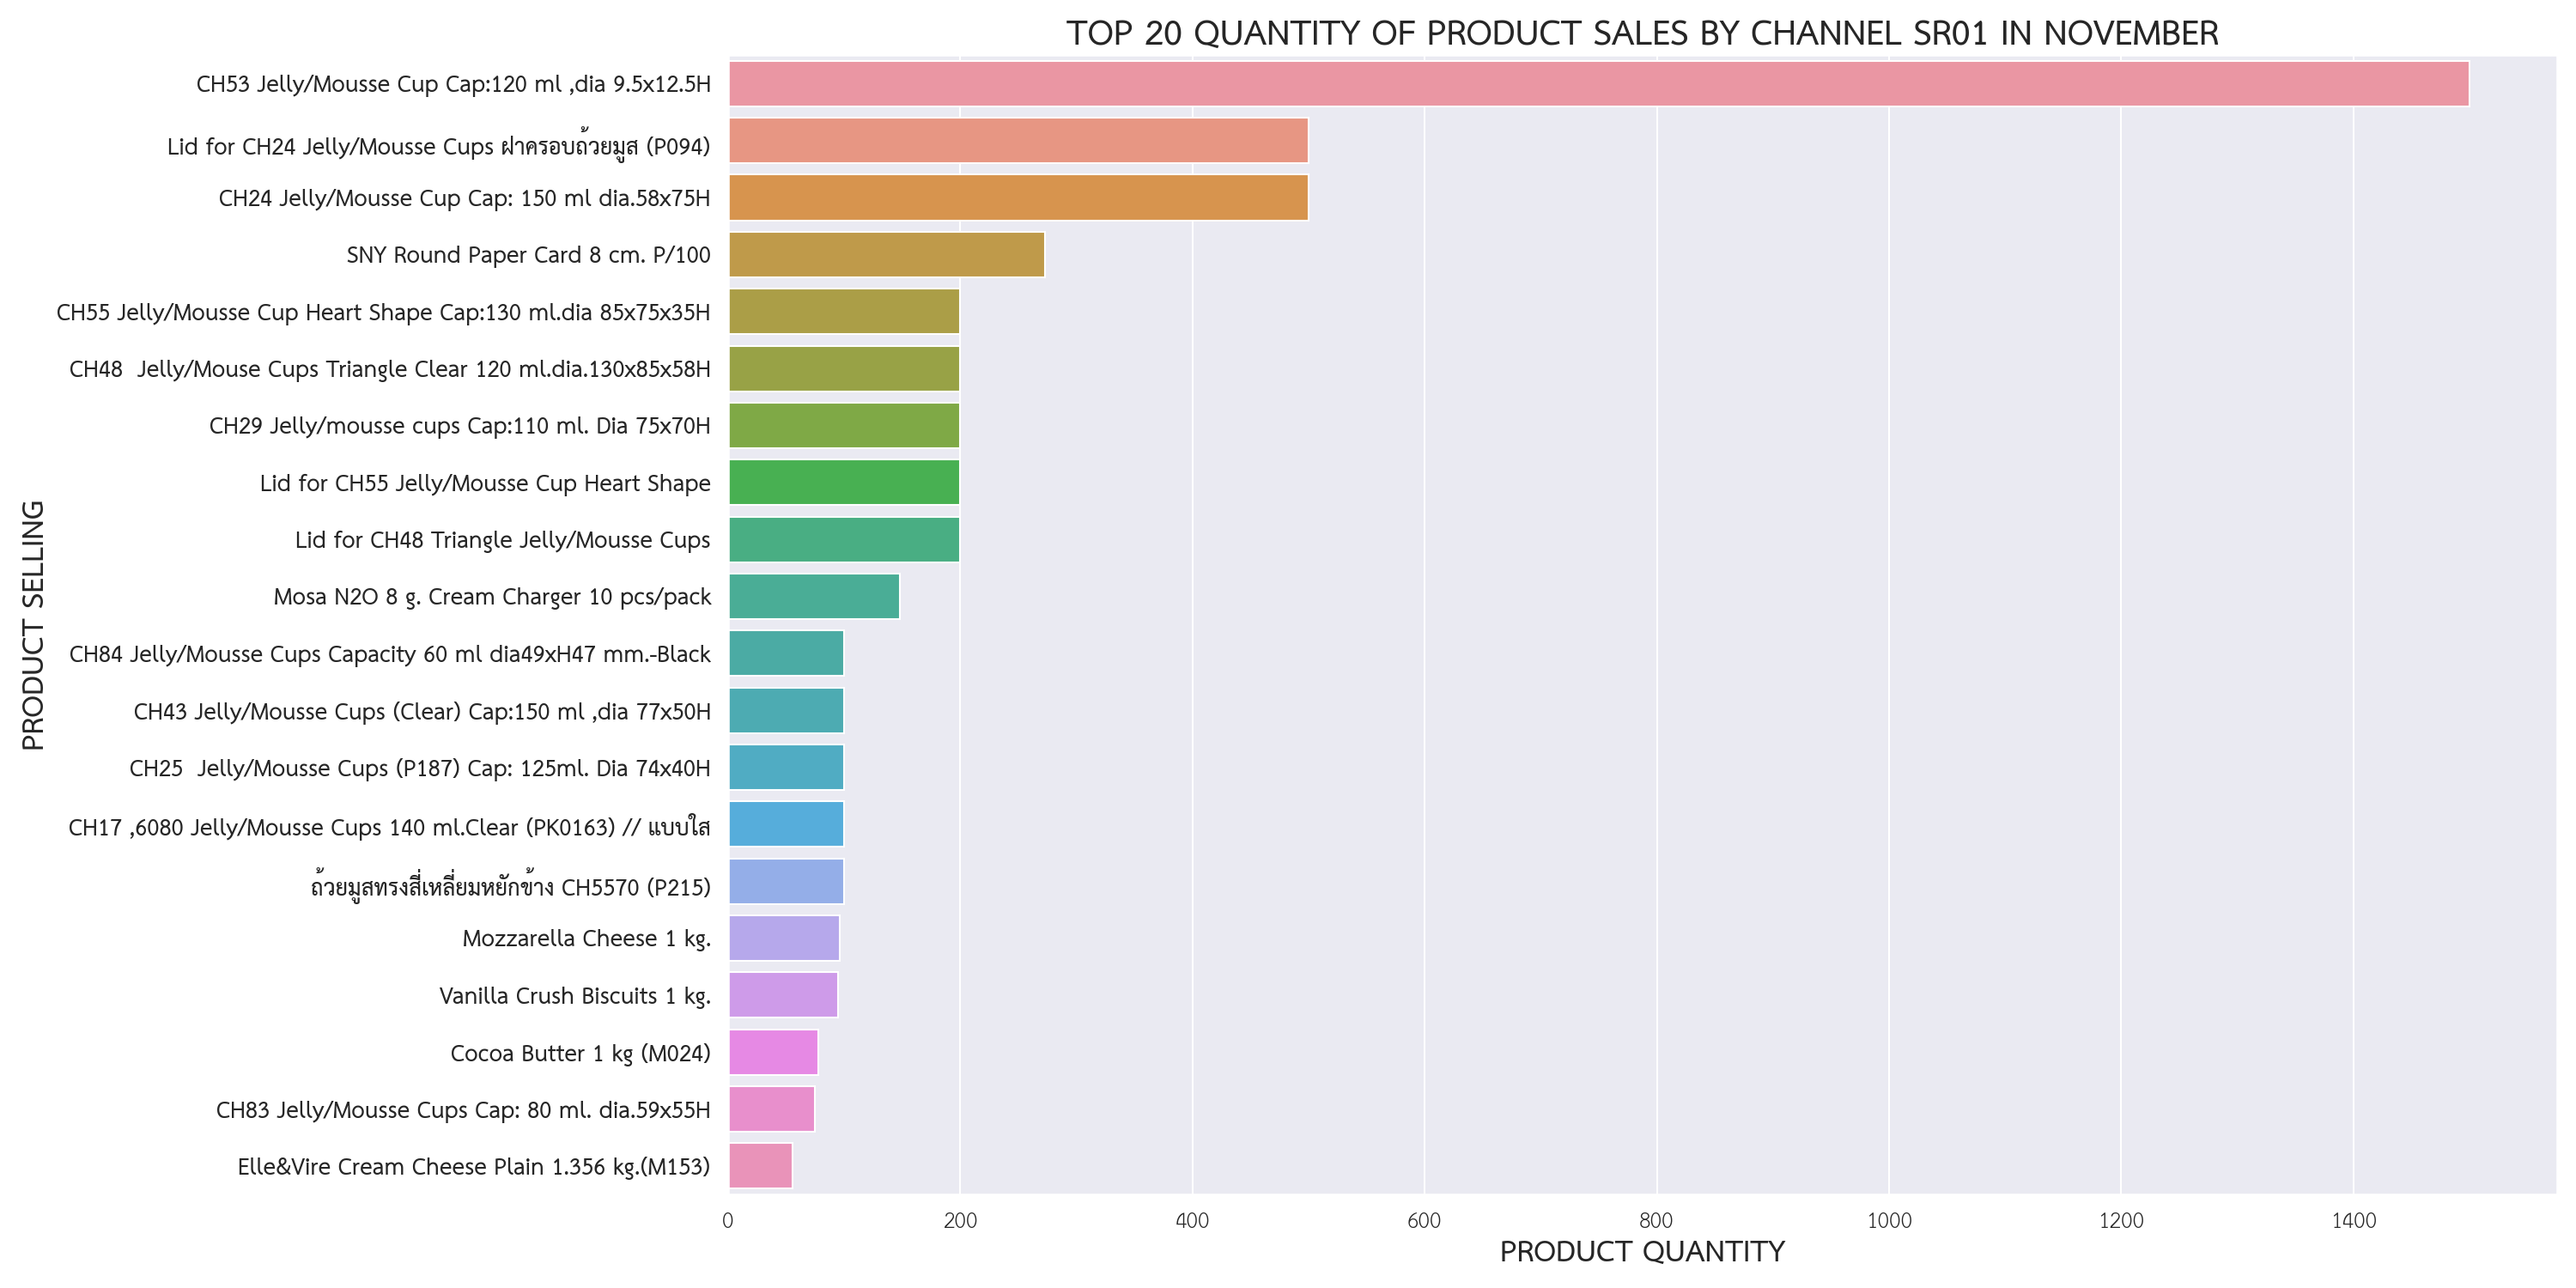 TOP 20 QUANTITY OF PRODUCT SALES BY CHANNEL SR01 IN NOVEMBER
PRODUCT SELLING
CH53 Jelly/Mousse Cup Cap:120 ml ,dia 9.5x12.5H
Lid for CH24 Jelly/Mousse Cups ฝาครอบถ้วยมูส (P094)
CH24 Jelly/Mousse Cup Cap: 150 ml dia.58x75H
SNY Round Paper Card 8 cm. P/100
CH55 Jelly/Mousse Cup Heart Shape Cap:130 ml.dia 85x75x35H
CH48  Jelly/Mouse Cups Triangle Clear 120 ml.dia.130x85x58H
CH29 Jelly/mousse cups Cap:110 ml. Dia 75x70H
Lid for CH55 Jelly/Mousse Cup Heart Shape
Lid for CH48 Triangle Jelly/Mousse Cups
Mosa N2O 8 g. Cream Charger 10 pcs/pack
CH84 Jelly/Mousse Cups Capacity 60 ml dia49xH47 mm.-Black
CH43 Jelly/Mousse Cups (Clear) Cap:150 ml ,dia 77x50H
CH25  Jelly/Mousse Cups (P187) Cap: 125ml. Dia 74x40H
CH17 ,6080 Jelly/Mousse Cups 140 ml.Clear (PK0163) // แบบใส
ถ้วยมูสทรงสี่เหลี่ยมหยักข้าง CH5570 (P215)
Mozzarella Cheese 1 kg.
Vanilla Crush Biscuits 1 kg.
Cocoa Butter 1 kg (M024)
CH83 Jelly/Mousse Cups Cap: 80 ml. dia.59x55H
Elle&Vire Cream Cheese Plain 1.356 kg.(M153)
0 200 400 600 800 1000 1200 1400
PRODUCT QUANTITY